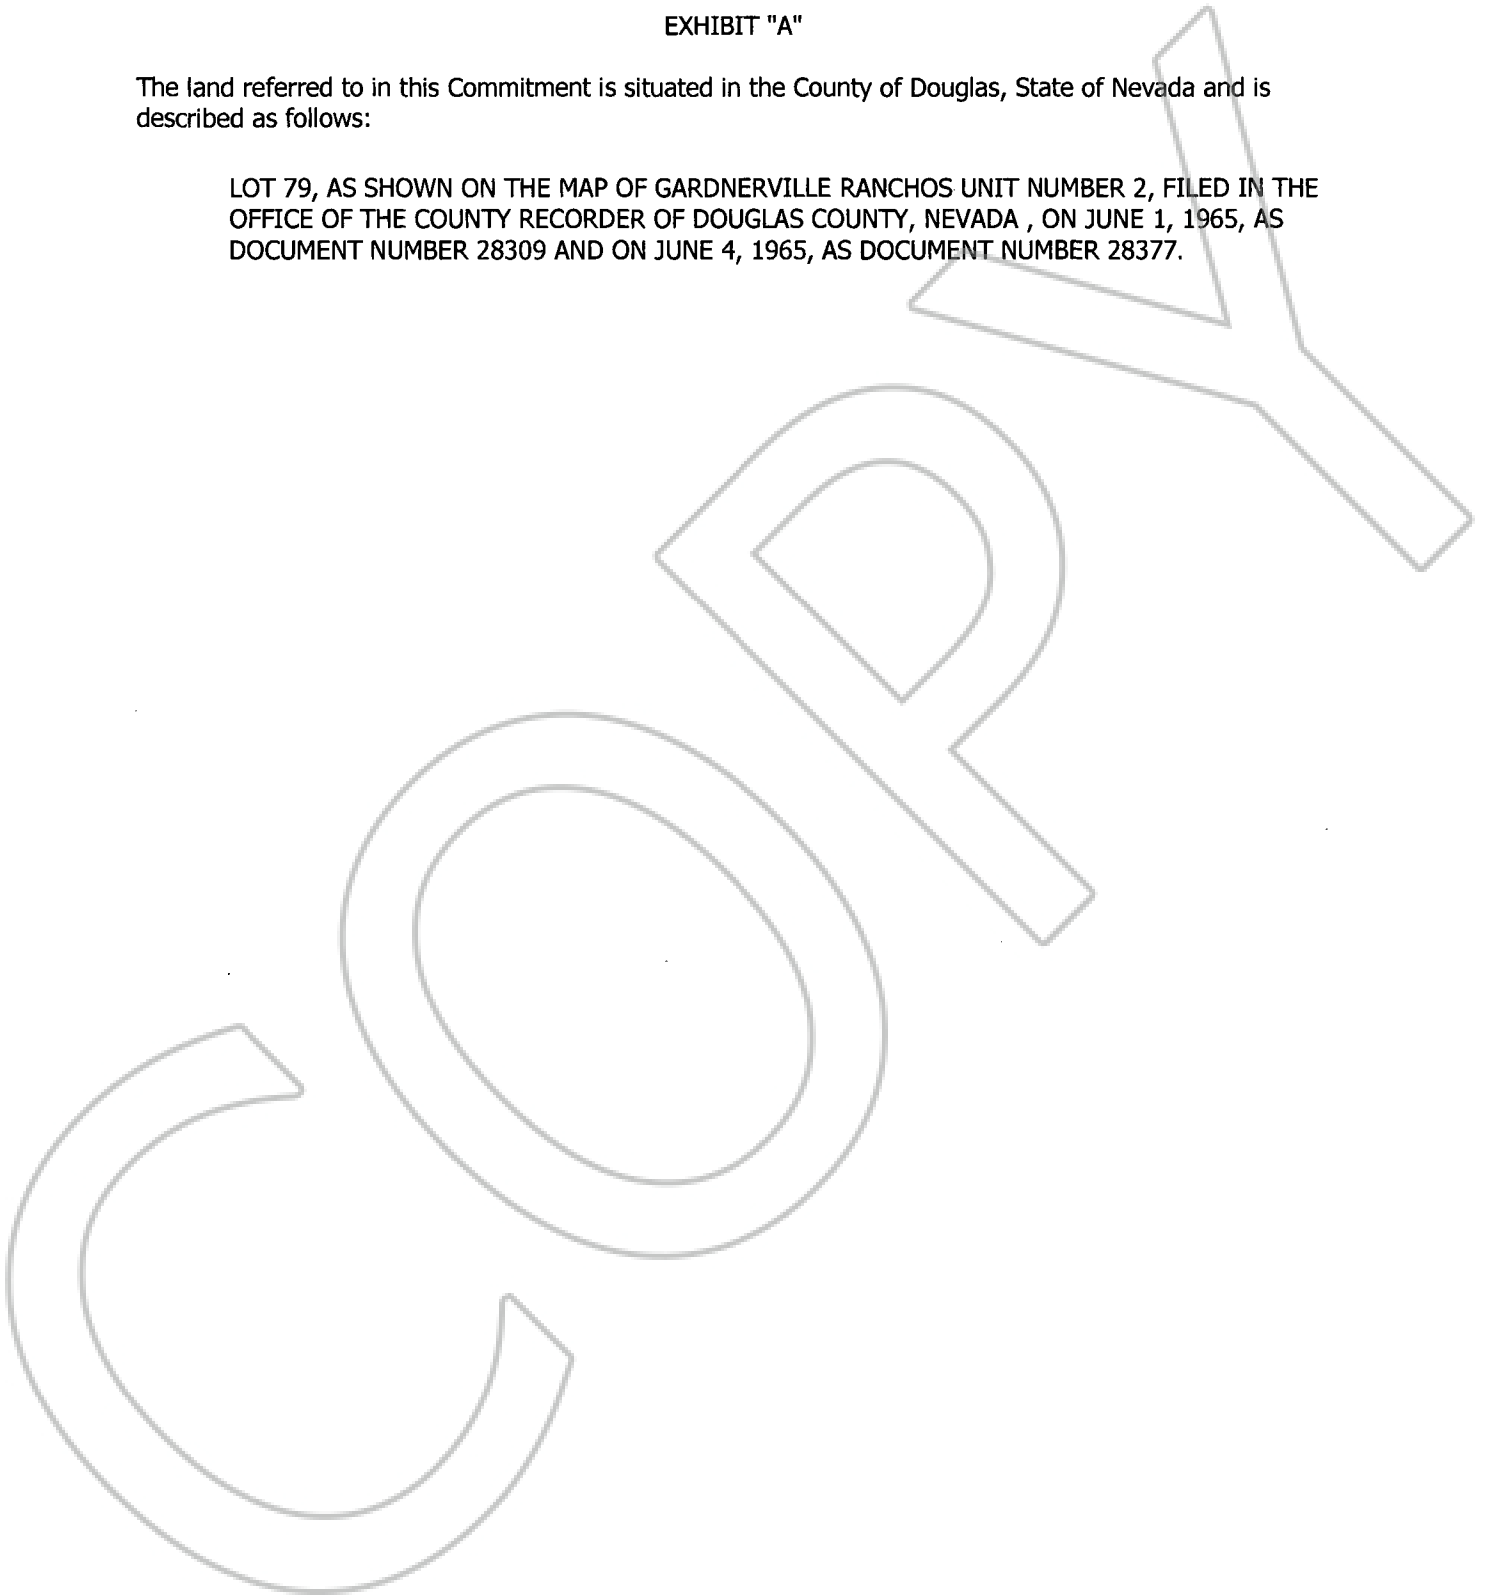 EXHIBIT "A"
The land referred to in this Commitment is situated in the County of Douglas, State of Nevada and is
described as follows:
LOT 79, AS SHOWN ON THE MAP OF GARDNERVILLE RANCHOS UNIT NUMBER 2, FILED IN THE
OFFICE OF THE COUNTY RECORDER OF DOUGLAS COUNTY, NEVADA , ON JUNE 1, 1965, AS
DOCUMENT NUMBER 28309 AND ON JUNE 4, 1965, AS DOCUMENT NUMBER 28377.
COPY